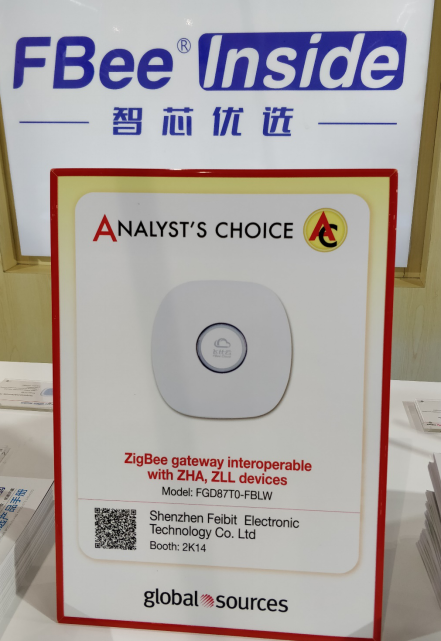 FBee® Inside
智芯优选
ANALYST'S CHOICE AC
ZigBee gateway interoperable
with ZHA, ZLL devices
Model: FGD87T0-FBLW
Shenzhen Feibit Electronic
Technology Co. Ltd
Booth: 2K14
global sources